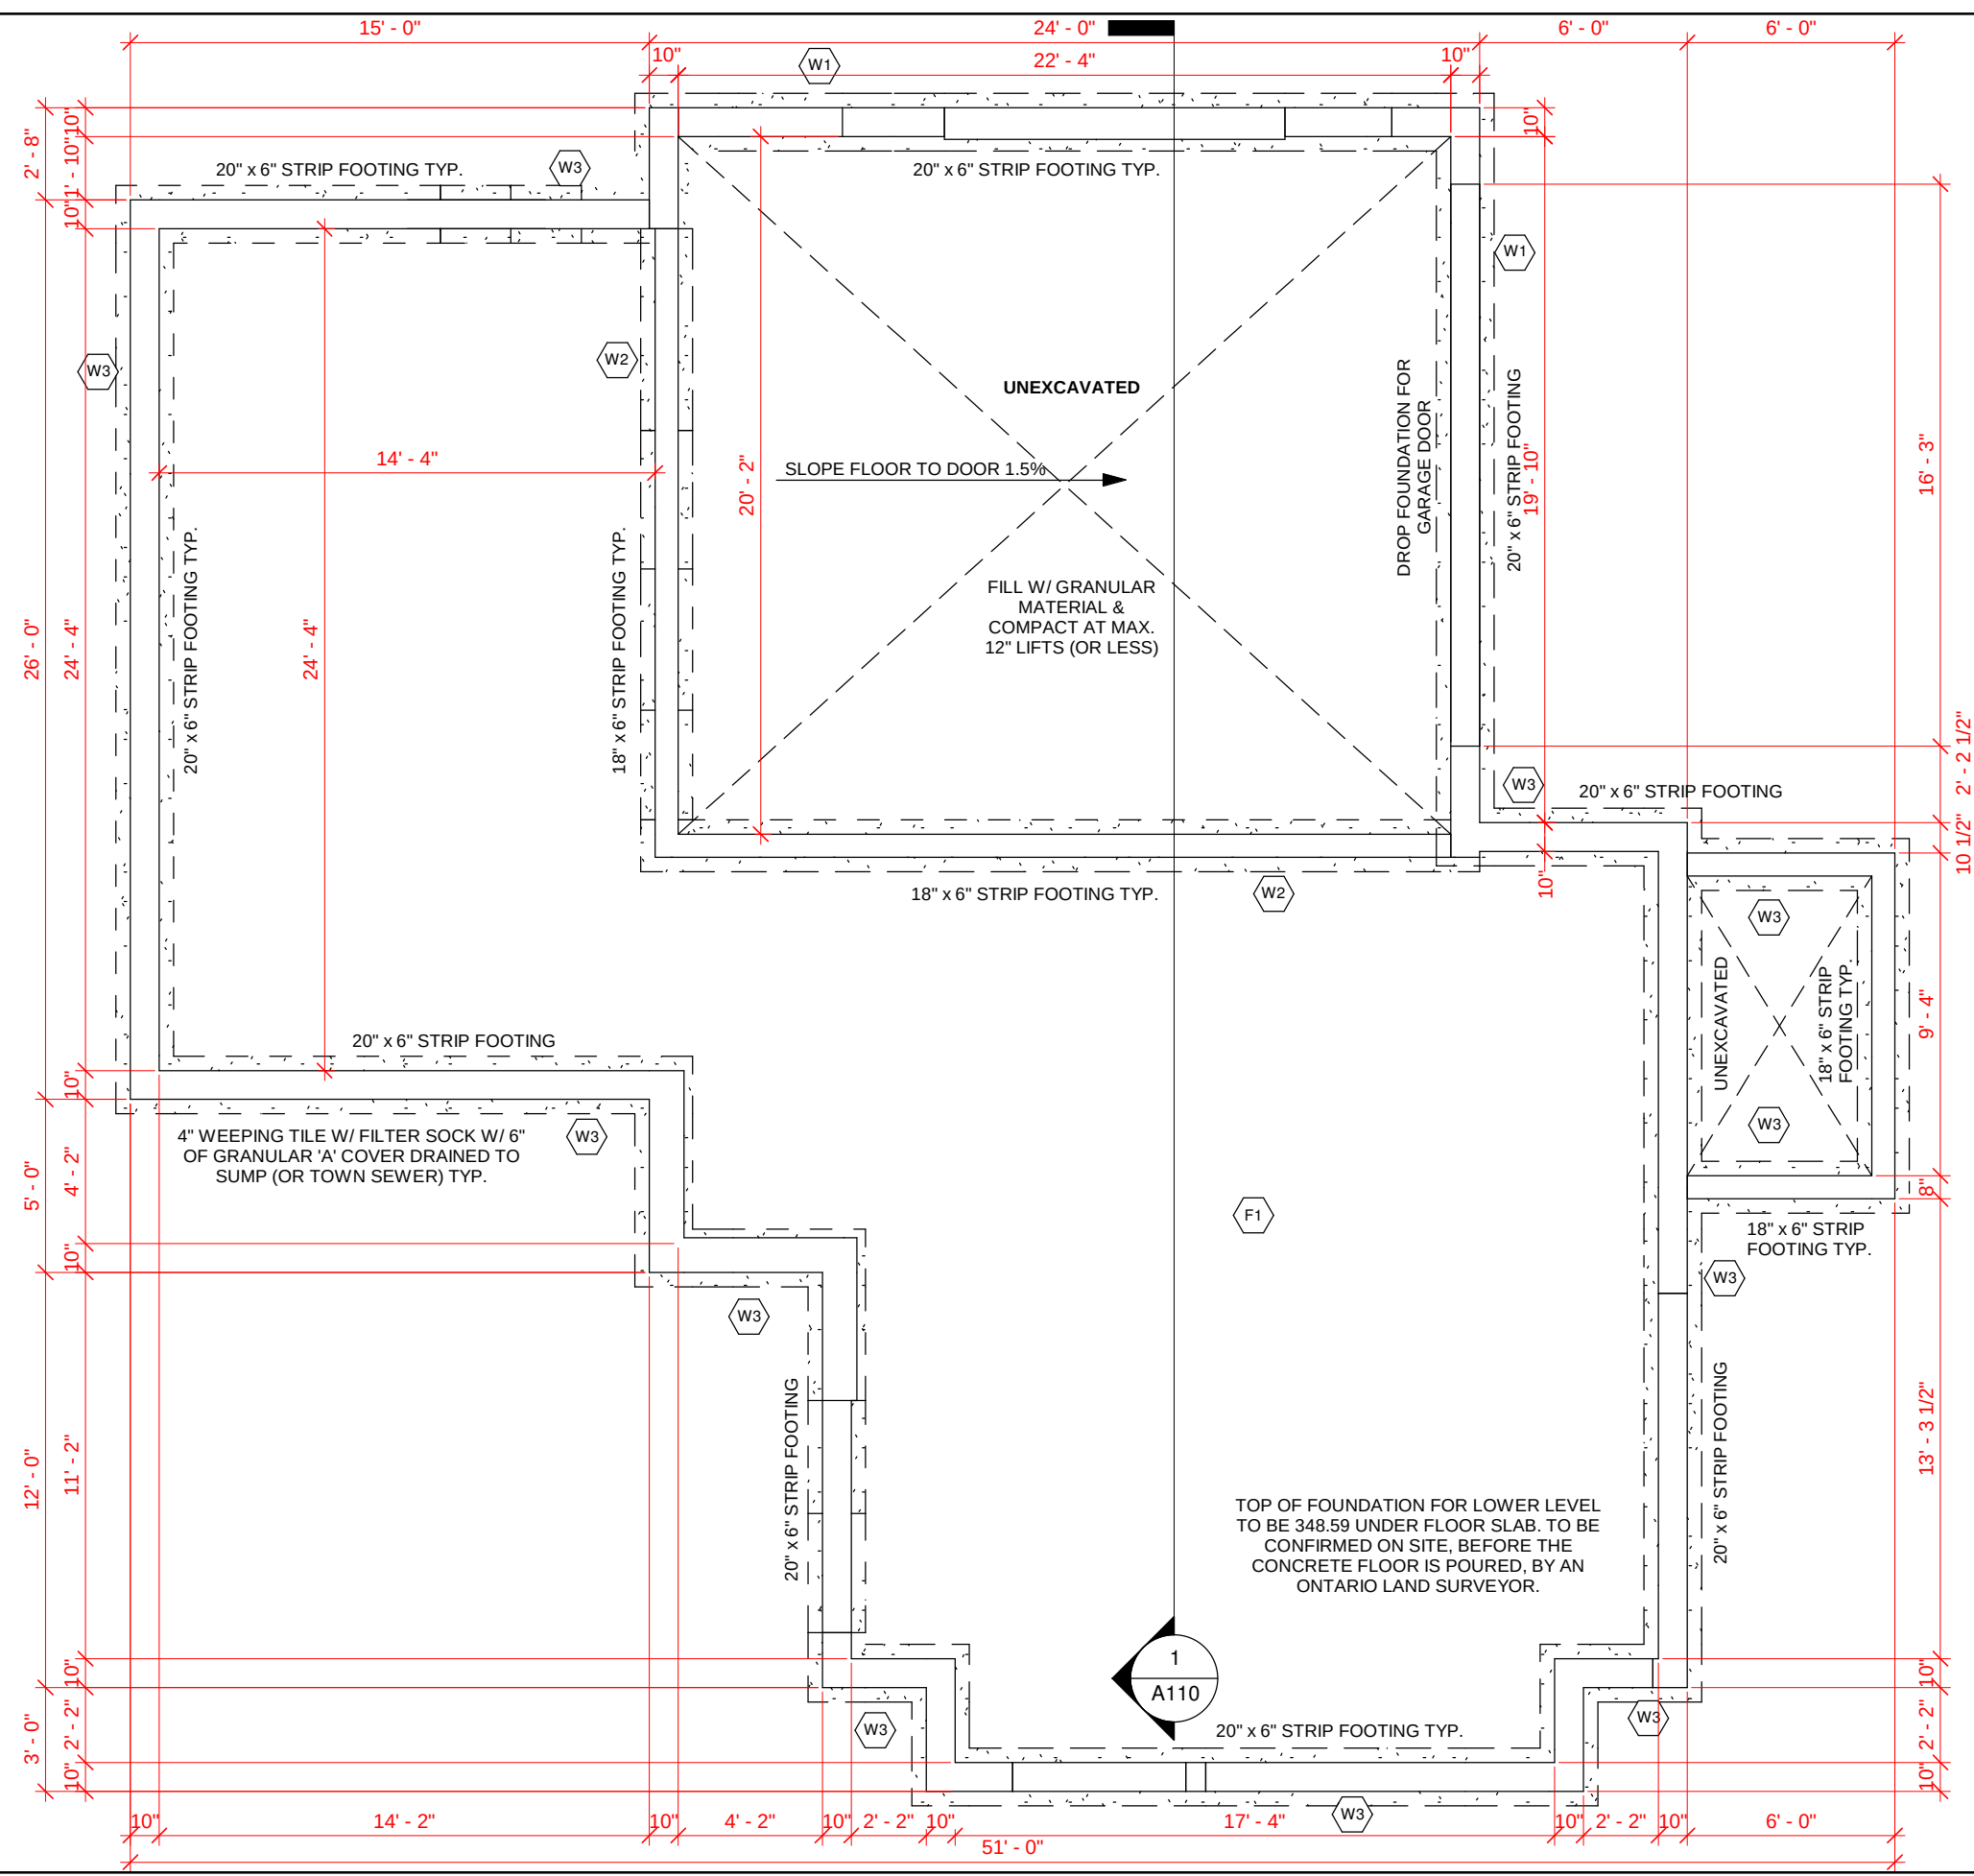 15' - 0"
24' - 0"
6' - 0"
6' - 0"
10"
22' - 4"
10"
W1
2' - 8"
10"
1' - 10"
10"
10"
20" x 6" STRIP FOOTING TYP.
W3
20" x 6" STRIP FOOTING TYP.
W1
W3
W2
UNEXCAVATED
DROP FOUNDATION FOR
GARAGE DOOR
20" x 6" STRIP FOOTING
19' - 10"
16' - 3"
14' - 4"
SLOPE FLOOR TO DOOR 1.5%
20' - 2"
26' - 0"
24' - 4"
20" x 6" STRIP FOOTING TYP.
24' - 4"
18" x 6" STRIP FOOTING TYP.
FILL W/ GRANULAR
MATERIAL &
COMPACT AT MAX.
12" LIFTS (OR LESS)
2' - 2 1/2"
W3
20" x 6" STRIP FOOTING
10 1/2"
10"
18" x 6" STRIP FOOTING TYP.
W2
W3
UNEXCAVATED
18" x 6" STRIP
FOOTING TYP.
9' - 4"
W3
8"
20" x 6" STRIP FOOTING
10"
4" WEEPING TILE W/ FILTER SOCK W/ 6"
OF GRANULAR 'A' COVER DRAINED TO
SUMP (OR TOWN SEWER) TYP.
W3
5' - 0"
4' - 2"
10"
F1
18" x 6" STRIP
FOOTING TYP.
W3
W3
12' - 0"
11' - 2"
20" x 6" STRIP FOOTING
20" x 6" STRIP FOOTING
13' - 3 1/2"
TOP OF FOUNDATION FOR LOWER LEVEL
TO BE 348.59 UNDER FLOOR SLAB. TO BE
CONFIRMED ON SITE, BEFORE THE
CONCRETE FLOOR IS POURED, BY AN
ONTARIO LAND SURVEYOR.
1
A110
10"
10"
3' - 0"
2' - 2"
10"
W3
20" x 6" STRIP FOOTING TYP.
W3
2' - 2"
10"
W3
10"
14' - 2"
10"
4' - 2"
10"
2' - 2"
10"
17' - 4"
10"
2' - 2"
10"
6' - 0"
51' - 0"